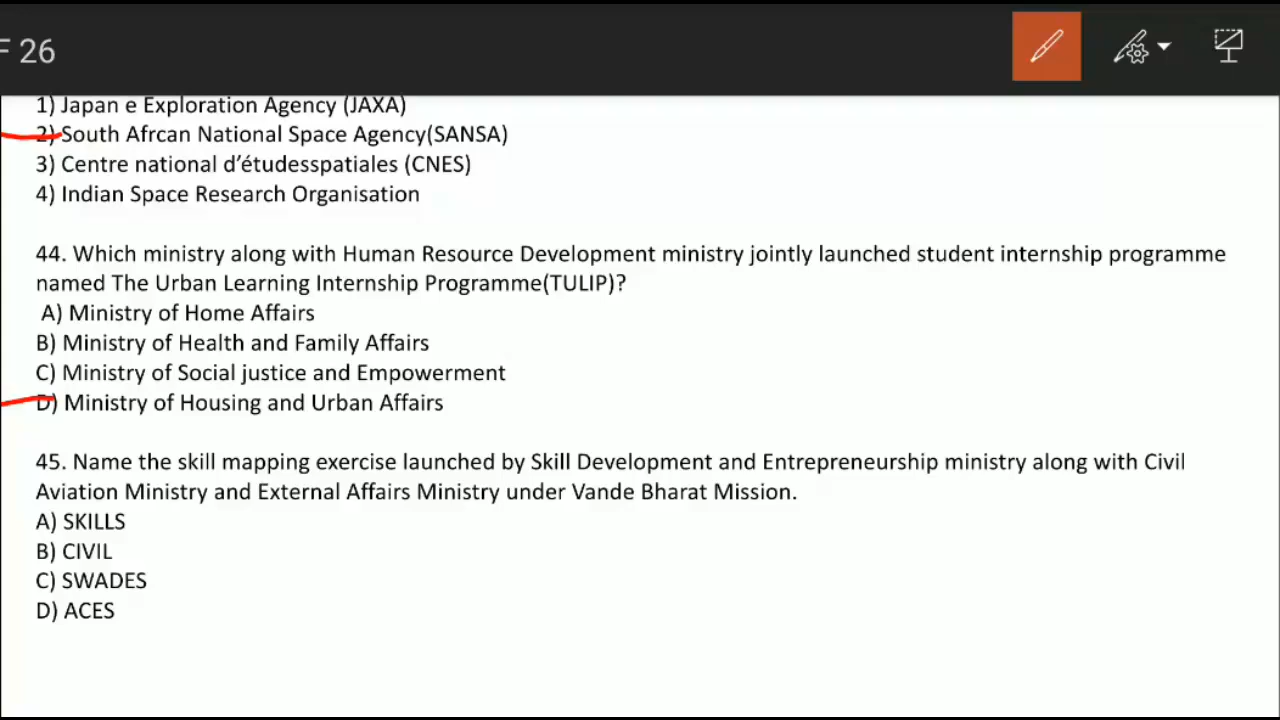 F 26
1) Japan e Exploration Agency (JAXA)
2) South Afrcan National Space Agency(SANSA)
3) Centre national d’étudesspatiales (CNES)
4) Indian Space Research Organisation
44. Which ministry along with Human Resource Development ministry jointly launched student internship programme
named The Urban Learning Internship Programme(TULIP)?
A) Ministry of Home Affairs
B) Ministry of Health and Family Affairs
C) Ministry of Social justice and Empowerment
D) Ministry of Housing and Urban Affairs
45. Name the skill mapping exercise launched by Skill Development and Entrepreneurship ministry along with Civil
Aviation Ministry and External Affairs Ministry under Vande Bharat Mission.
A) SKILLS
B) CIVIL
C) SWADES
D) ACES